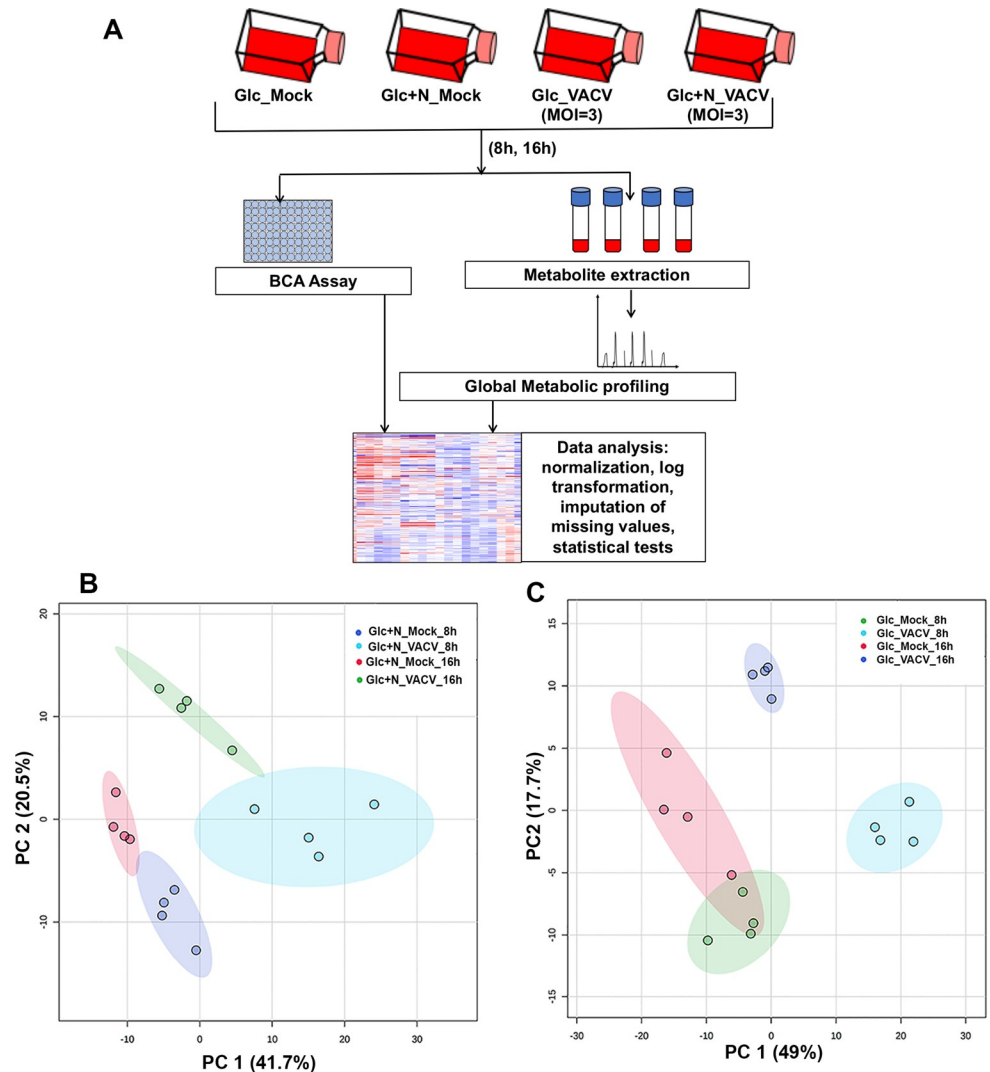 A
Glc_Mock
Glc+N_Mock
Glc_VACV
(MOI=3)
Glc+N_VACV
(MOI=3)
(8h, 16h)
BCA Assay
Metabolite extraction
Global Metabolic profiling
Data analysis:
normalization, log
transformation,
imputation of
missing values,
statistical tests
B
PC 2 (20.5%)
20
10
0
-10
Glc+N_Mock_8h
Glc+N_VACV_8h
Glc+N_Mock_16h
Glc+N_VACV_16h
-10
0
10
20
30
PC 1 (41.7%)
C
PC2 (17.7%)
15
10
5
0
-5
-10
-15
Glc_Mock_8h
Glc_VACV_8h
Glc_Mock_16h
Glc_VACV_16h
-30
-20
-10
0
10
20
30
PC 1 (49%)